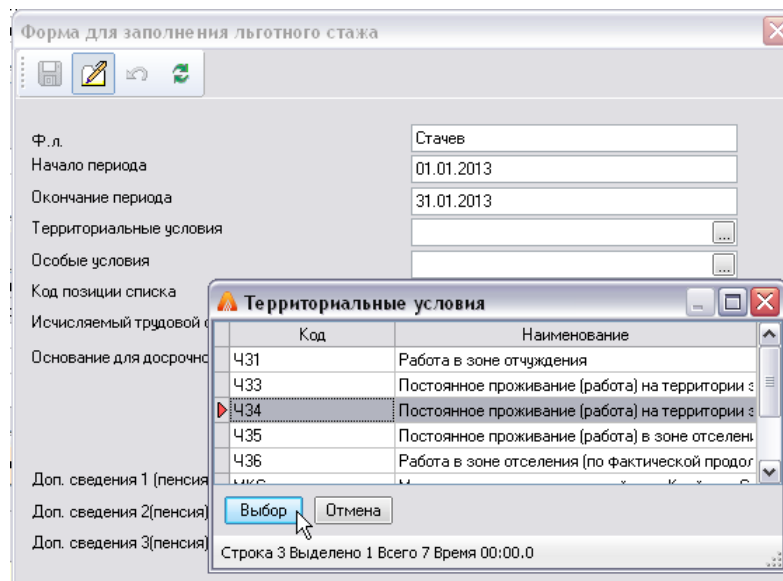 Форма для заполнения льготного стажа
Ф.л.
Стачев
Начало периода
01.01.2013
Окончание периода
31.01.2013
Территориальные условия
...
Особые условия
...
Код позиции списка
Исчисляемый трудовой
Основание для досрочно
Доп. сведения 1 (пенсия
Доп. сведения 2(пенсия)
Доп. сведения 3(пенсия)
Территориальные условия
Код Наименование
Ч31 Работа в зоне отчуждения
Ч33 Постоянное проживание (работа) на территории з
Ч34 Постоянное проживание (работа) на территории з
Ч35 Постоянное проживание (работа) в зоне отселен
Ч36 Работа в зоне отселения (по фактической продол
Выбор Отмена
Строка 3 Выделено 1 Всего 7 Время 00:00.0